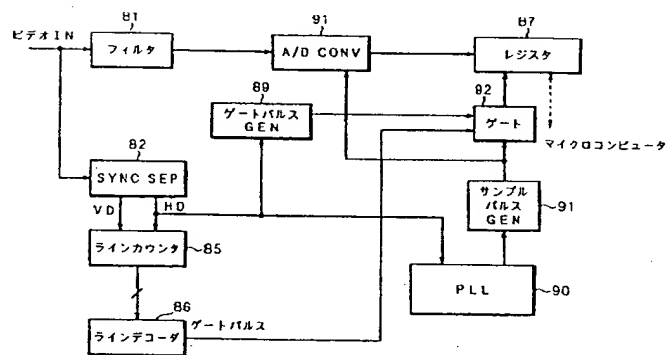 81
91
87
ビデオIN
フィルタ
A/D CONV
レジスタ
89
92
ゲートパルス
GEN
ゲート
マイクロコンピュータ
82
SYNC SEP
サンプル
パルス
GEN
91
VD
HD
ラインカウンタ
85
PLL
90
86
ラインデコーダ
ゲートパルス